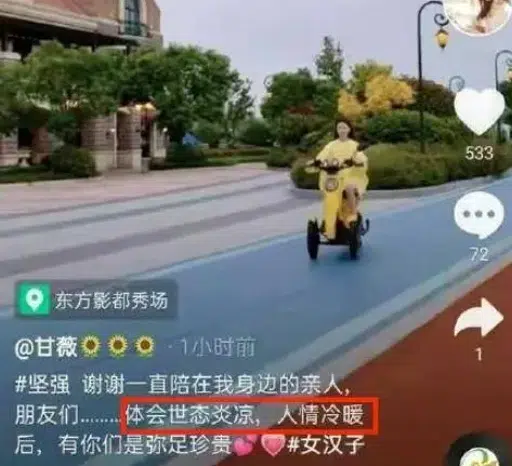 533
72
1
东方影都秀场
@甘薇🌻🌻🌻 · 1小时前
#坚强 谢谢一直陪在我身边的亲人,
朋友们………体会世态炎凉, 人情冷暖
后, 有你们是弥足珍贵💕💗#女汉子